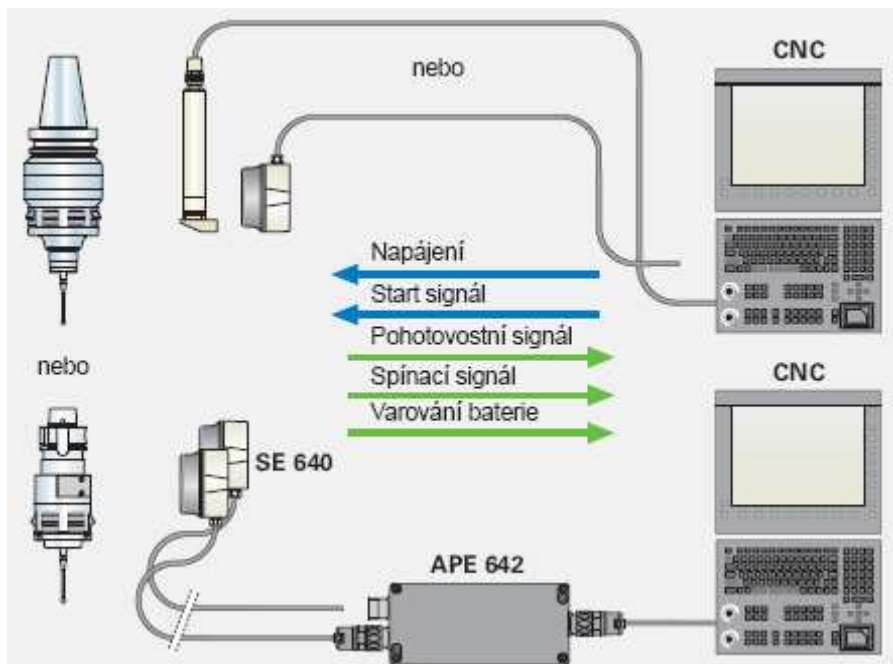 CNC
nebo
Napájení
Start signál
Pohotovostní signál
nebo
Spínací signál
CNC
Varování baterie
SE 640
APE 642